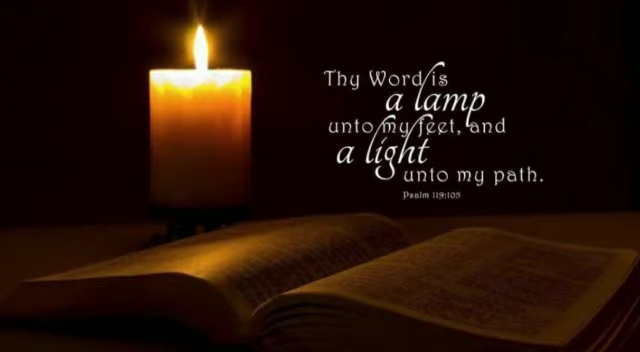 Thy Word is
a lamp
unto my feet, and
a light
unto my path.
Psalm 119:105